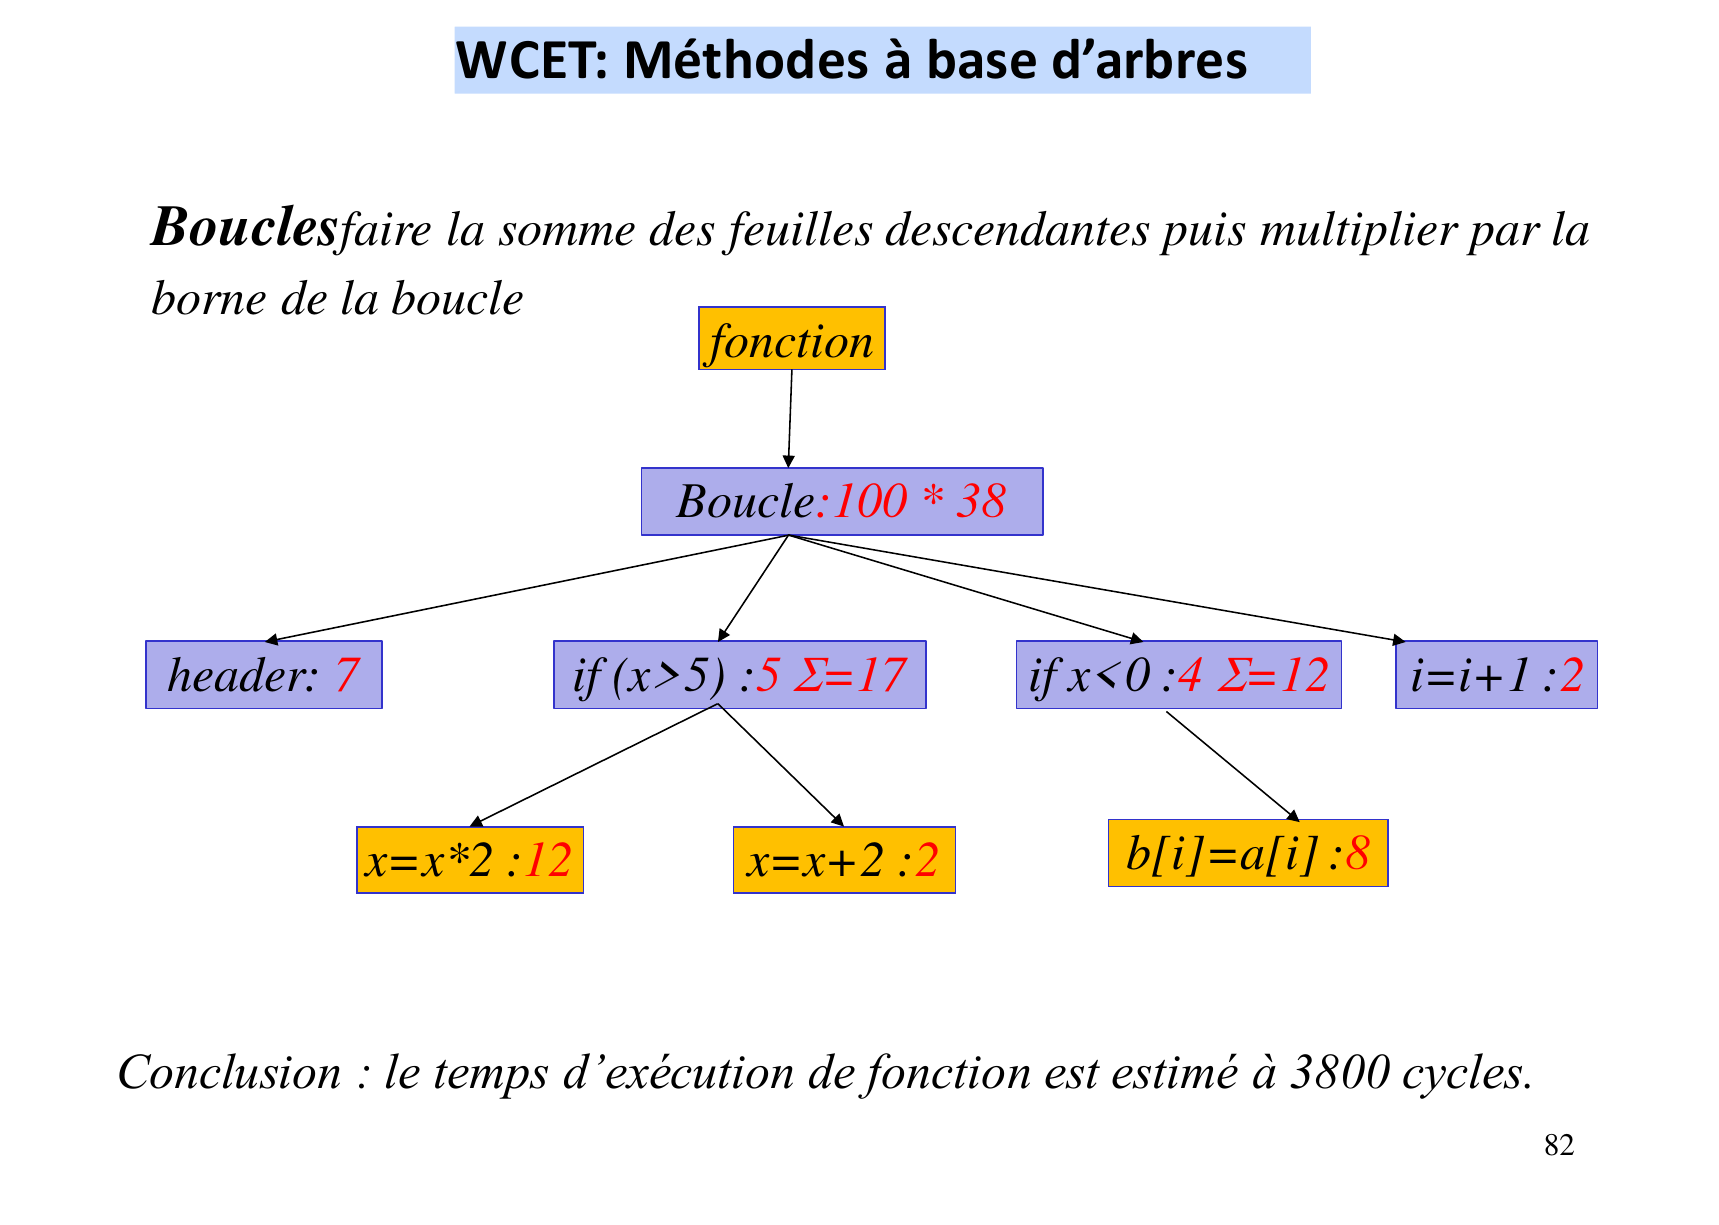 WCET: Méthodes à base d’arbres
Boucles faire la somme des feuilles descendantes puis multiplier par la
borne de la boucle
fonction
Boucle:100 * 38
header: 7
if (x>5) :5 Σ=17
if x<0 :4 Σ=12
i=i+1 :2
x=x*2 :12
x=x+2 :2
b[i]=a[i] :8
Conclusion : le temps d’exécution de fonction est estimé à 3800 cycles.
82